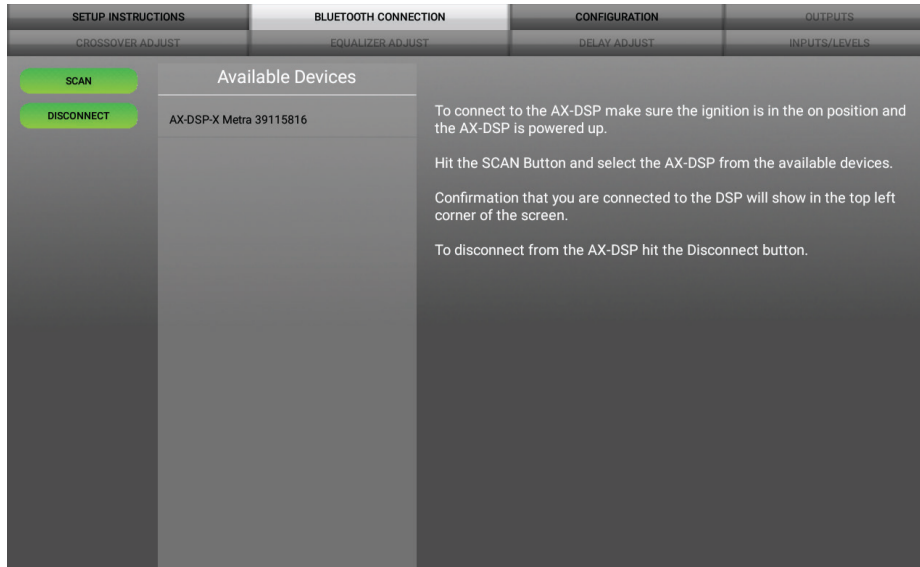 SETUP INSTRUCTIONS
BLUETOOTH CONNECTION
CONFIGURATION
OUTPUTS
CROSSOVER ADJUST
EQUALIZER ADJUST
DELAY ADJUST
INPUTS/LEVELS
SCAN
DISCONNECT
Available Devices
AX-DSP-X Metra 39115816
To connect to the AX-DSP make sure the ignition is in the on position and
the AX-DSP is powered up.
Hit the SCAN Button and select the AX-DSP from the available devices.
Confirmation that you are connected to the DSP will show in the top left
corner of the screen.
To disconnect from the AX-DSP hit the Disconnect button.